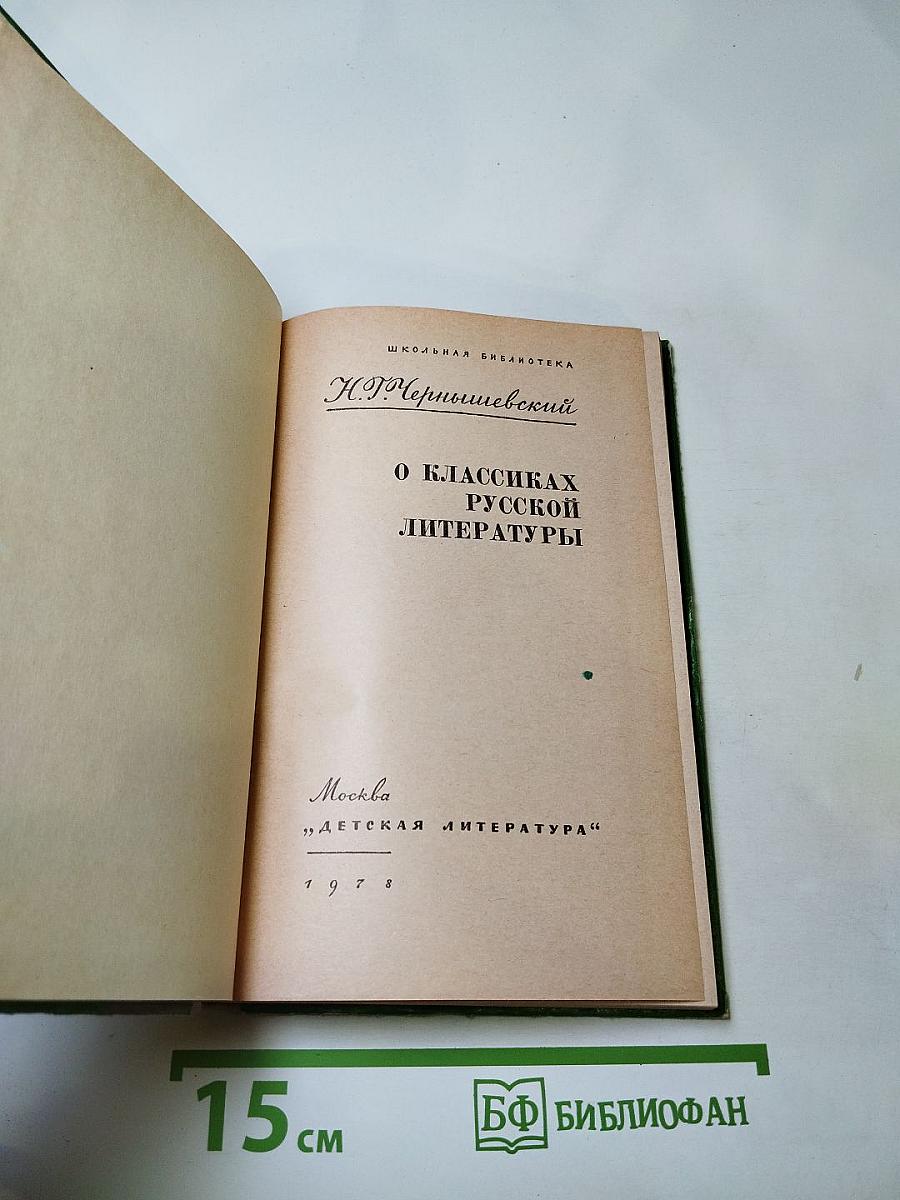 ШКОЛЬНАЯ БИБЛИОТЕКА
Н.Г.Чернышевский
О КЛАССИКАХ
РУССКОЙ
ЛИТЕРАТУРЫ
Москва
„ДЕТСКАЯ ЛИТЕРАТУРА“
1978
15 см
БФ БИБЛИОФАН